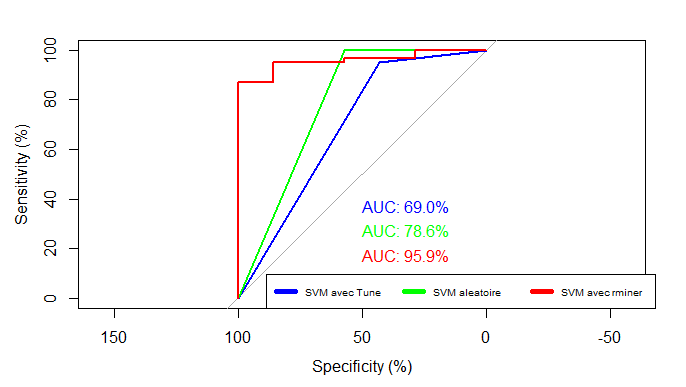 100
80
60
40
20
0
Sensitivity (%)
AUC: 69.0%
AUC: 78.6%
AUC: 95.9%
SVM avec Tune SVM aleatoire SVM avec rminer
150 100 50 0 -50
Specificity (%)